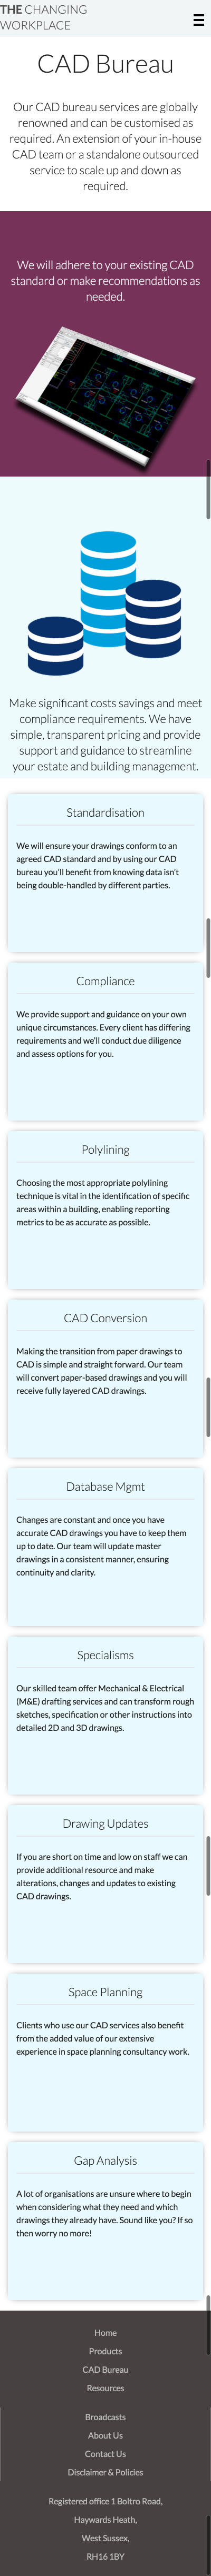 THE CHANGING
WORKPLACE
CAD Bureau
Our CAD bureau services are globally
renowned and can be customised as
required. An extension of your in-house
CAD team or a standalone outsourced
service to scale up and down as
required.
We will adhere to your existing CAD
standard or make recommendations as
needed.
Make significant costs savings and meet
compliance requirements. We have
simple, transparent pricing and provide
support and guidance to streamline
your estate and building management.
Standardisation
We will ensure your drawings conform to an
agreed CAD standard and by using our CAD
bureau you'll benefit from knowing data isn't
being double-handled by different parties.
Compliance
We provide support and guidance on your own
unique circumstances. Every client has differing
requirements and we'll conduct due diligence
and assess options for you.
Polylining
Choosing the most appropriate polylining
technique is vital in the identification of specific
areas within a building, enabling reporting
metrics to be as accurate as possible.
CAD Conversion
Making the transition from paper drawings to
CAD is simple and straight forward. Our team
will convert paper-based drawings and you will
receive fully layered CAD drawings.
Database Mgmt
Changes are constant and once you have
accurate CAD drawings you have to keep them
up to date. Our team will update master
drawings in a consistent manner, ensuring
continuity and clarity.
Specialisms
Our skilled team offer Mechanical & Electrical
(M&E) drafting services and can transform rough
sketches, specification or other instructions into
detailed 2D and 3D drawings.
Drawing Updates
If you are short on time and low on staff we can
provide additional resource and make
alterations, changes and updates to existing
CAD drawings.
Space Planning
Clients who use our CAD services also benefit
from the added value of our extensive
experience in space planning consultancy work.
Gap Analysis
A lot of organisations are unsure where to begin
when considering what they need and which
drawings they already have. Sound like you? If so
then worry no more!
Home
Products
CAD Bureau
Resources
Broadcasts
About Us
Contact Us
Disclaimer & Policies
Registered office 1 Boltro Road,
Haywards Heath,
West Sussex,
RH16 1BY